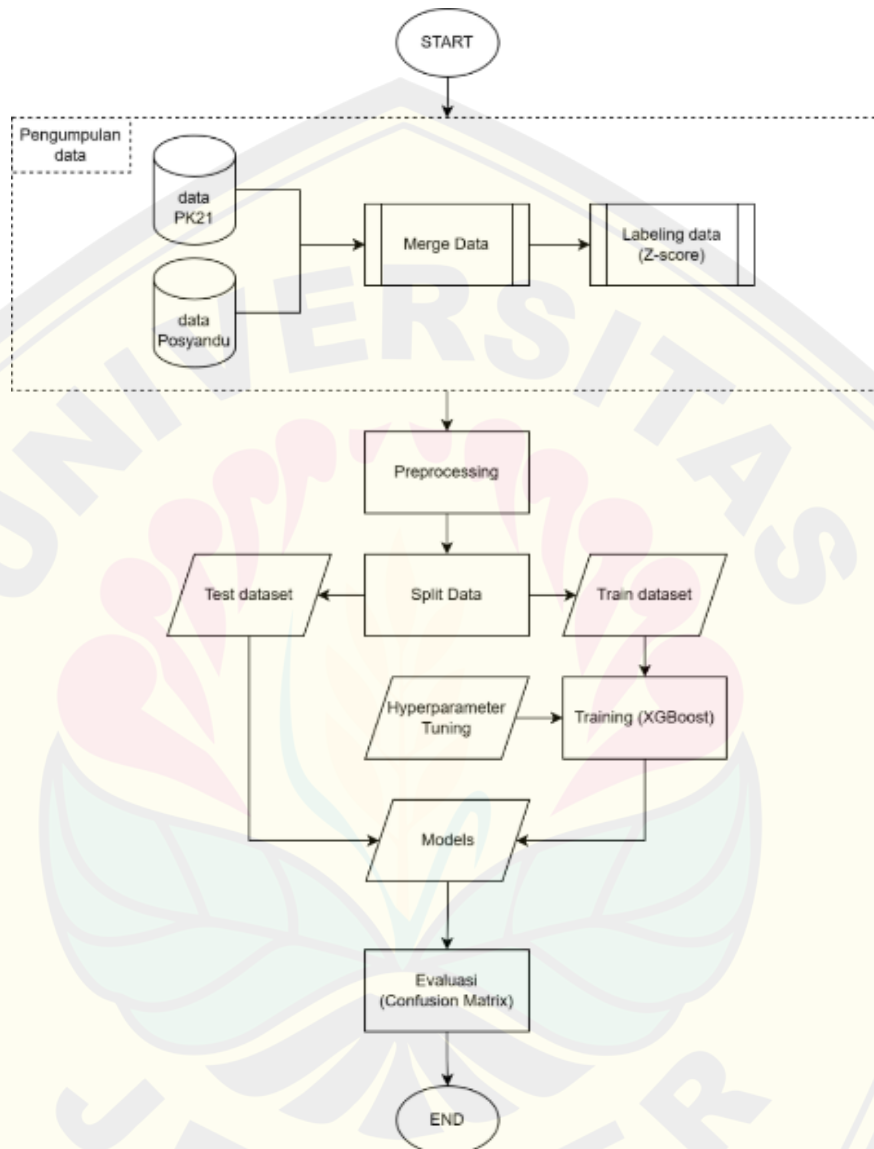 START
Pengumpulan
data
data
PK21
Merge Data
Labeling data
(Z-score)
data
Posyandu
UNIVERSITAS
Preprocessing
Test dataset
Split Data
Train dataset
Hyperparameter
Tuning
Training (XGBoost)
Models
Evaluasi
(Confusion Matrix)
END